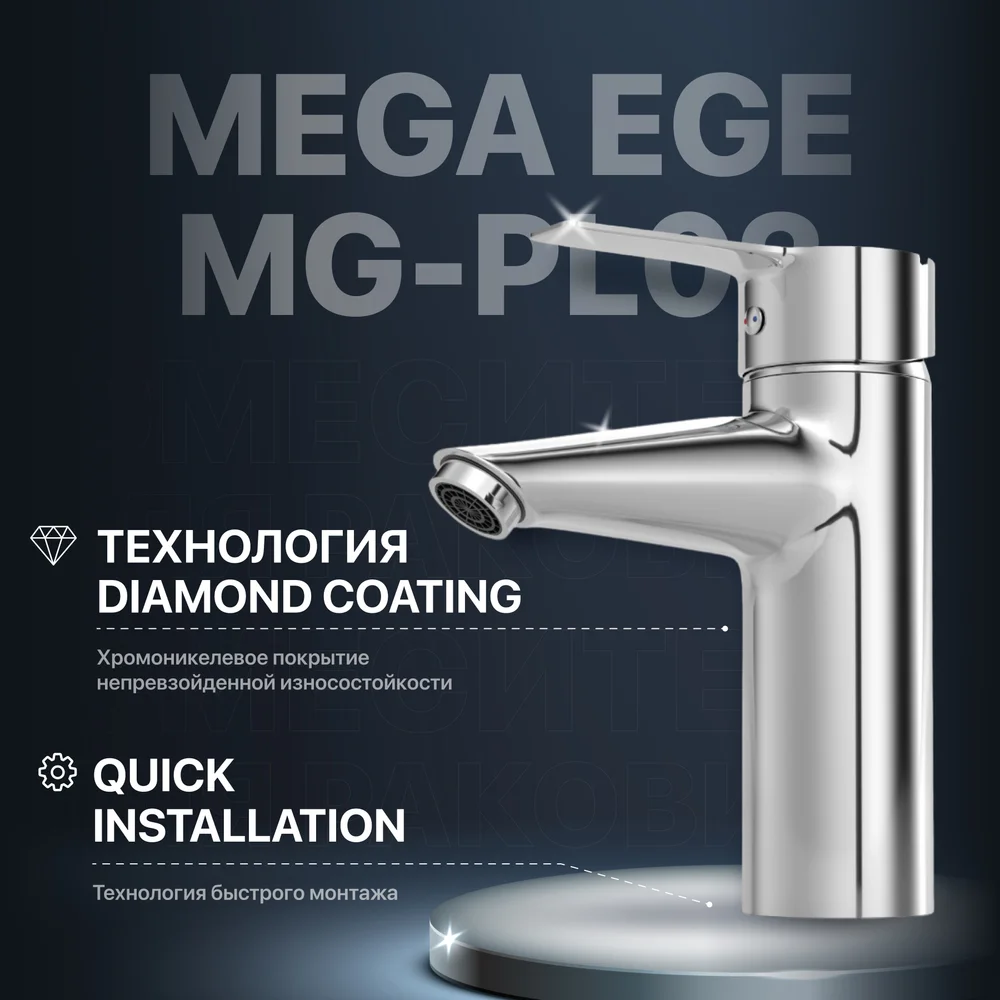 MEGA EGE
ТЕХНОЛОГИЯ
DIAMOND COATING
Хромоникелевое покрытие
непревзойденной износостойкости
QUICK
INSTALLATION
Технология быстрого монтажа